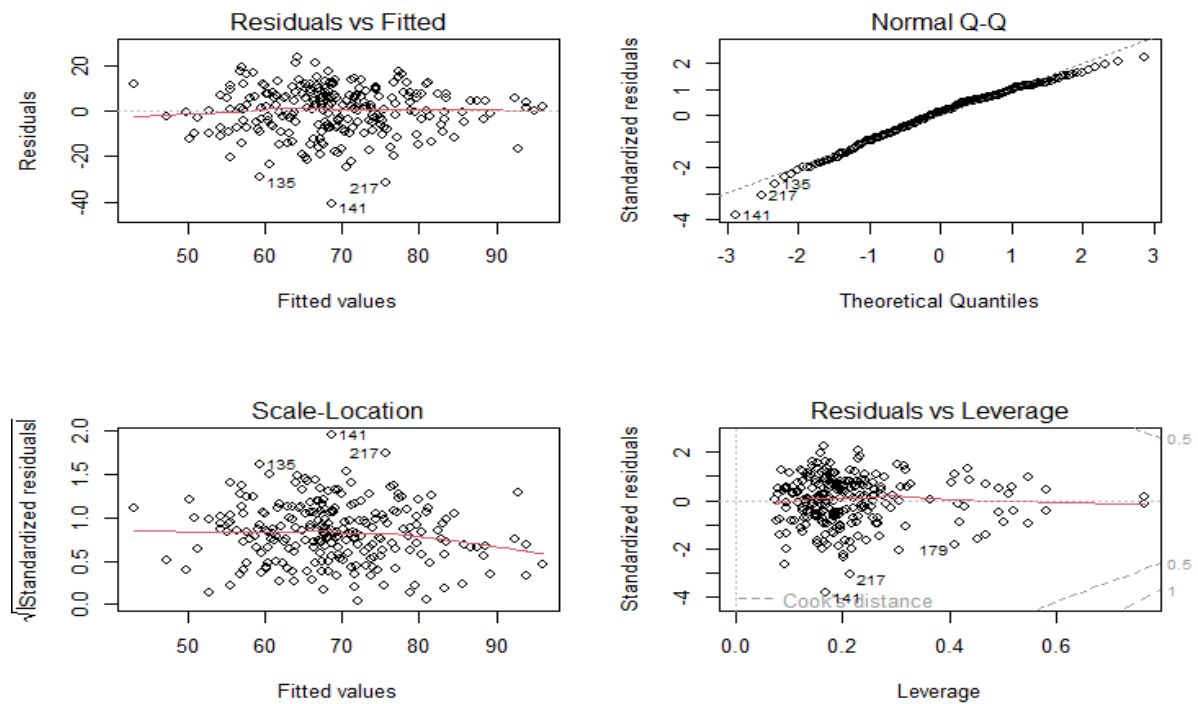 Residuals vs Fitted
Residuals
20
0
-20
-40
135
217
141
50 60 70 80 90
Fitted values
Normal Q-Q
Standardized residuals
2
1
0
-2
-4
135
217
141
-3 -2 -1 0 1 2 3
Theoretical Quantiles
Scale-Location
√|Standardized residuals|
2.0
1.5
1.0
0.5
0.0
141
217
135
50 60 70 80 90
Fitted values
Residuals vs Leverage
Standardized residuals
2
0
-2
-4
0.5
179
217
0.5
141
Cook's distance
1
0.0 0.2 0.4 0.6
Leverage